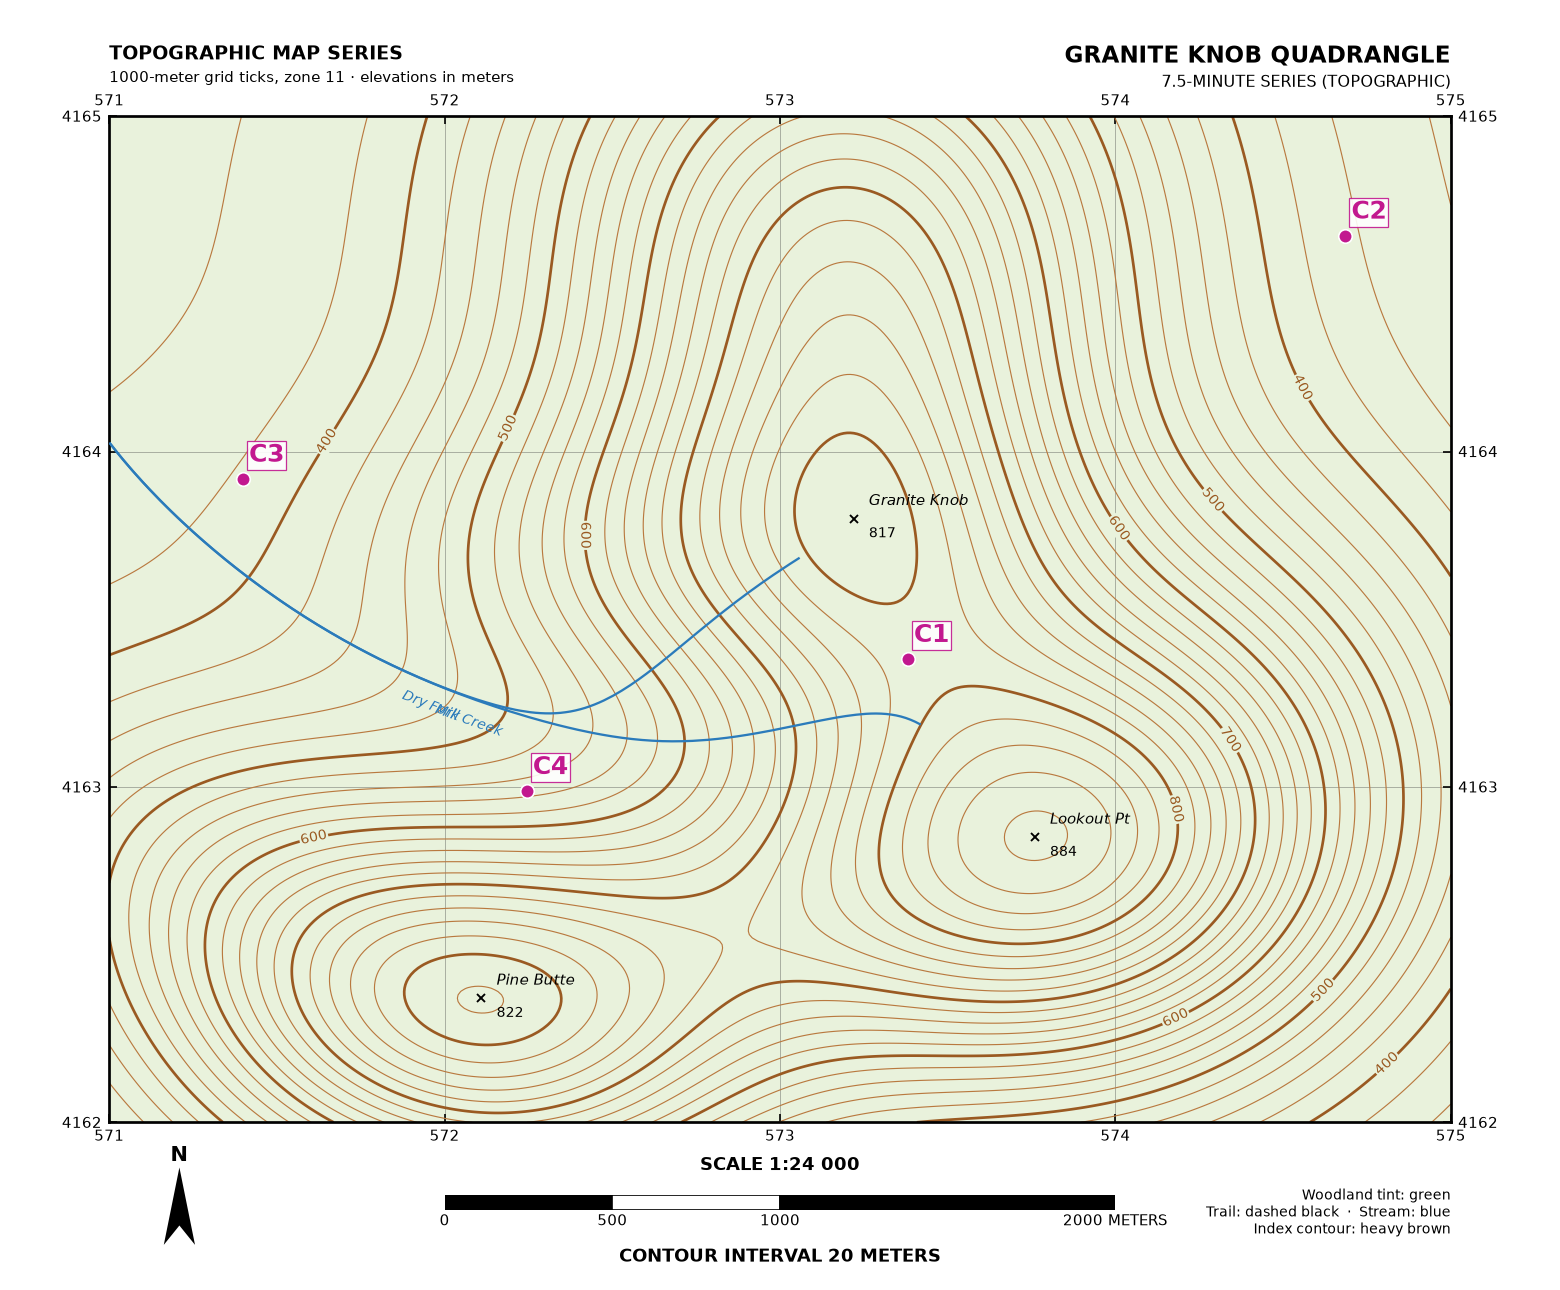 TOPOGRAPHIC MAP SERIES
1000-meter grid ticks, zone 11 · elevations in meters
GRANITE KNOB QUADRANGLE
7.5-MINUTE SERIES (TOPOGRAPHIC)
571 572 573 574 575
4165 4165
C2
400
400
500
C3
4164 4164
500
Granite Knob
817
600
600
C1
Dry Fork
Mill Creek
700
C4
4163 4163
800
Lookout Pt
884
600
Pine Butte
822
500
600
400
4162 4162
571 572 573 574 575
N
SCALE 1:24 000
0 500 1000 2000 METERS
CONTOUR INTERVAL 20 METERS
Woodland tint: green
Trail: dashed black · Stream: blue
Index contour: heavy brown